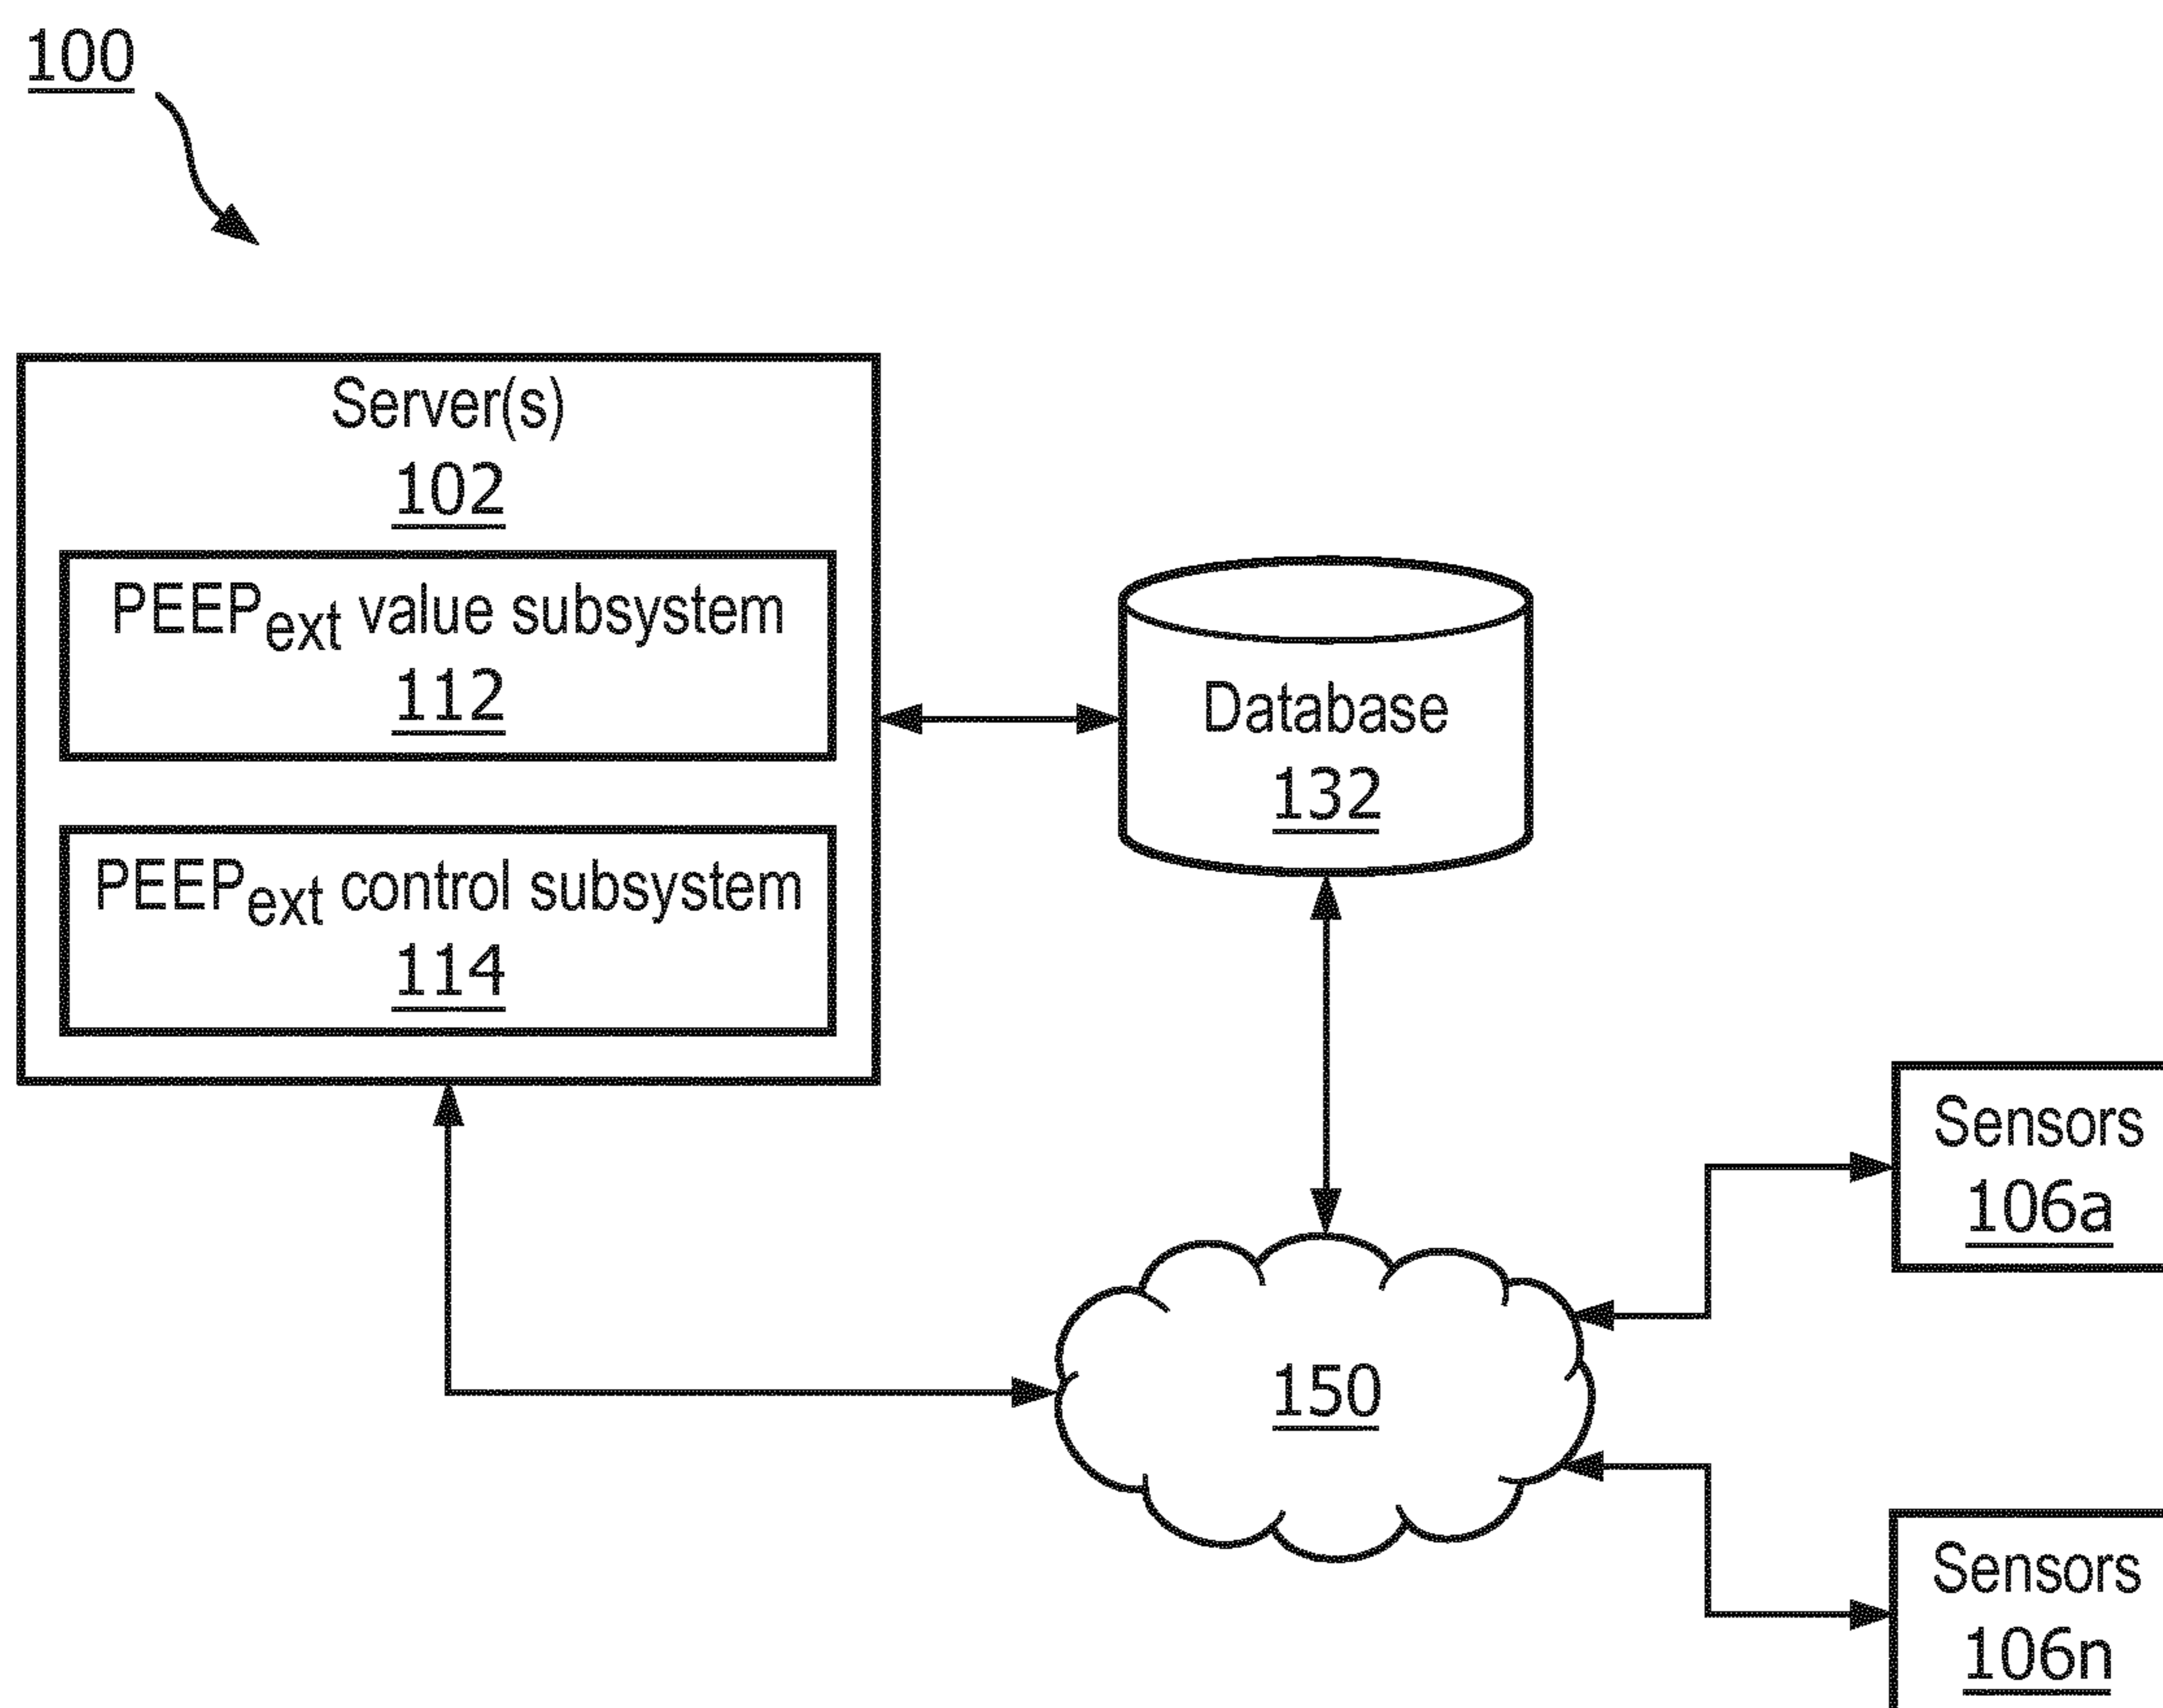 100
Server(s)
102
PEEPext value subsystem
112
PEEPext control subsystem
114
Database
132
150
Sensors
106a
Sensors
106n